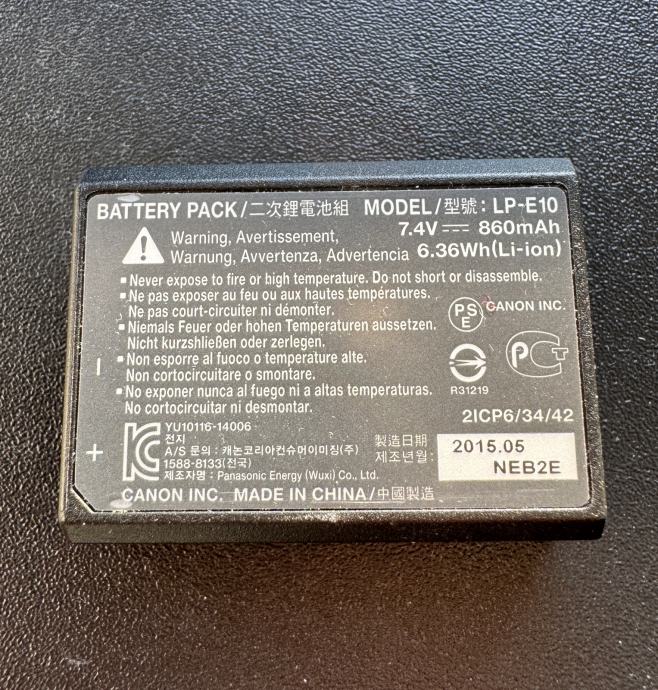 BATTERY PACK/二次鋰電池組 MODEL/型號: LP-E10
7.4V⎓ 860mAh
Warning, Avertissement,
Warnung, Avvertenza, Advertencia 6.36Wh(Li-ion)
▪Never expose to fire or high temperature. Do not short or disassemble.
▪Ne pas exposer au feu ou aux hautes températures.
Ne pas court-circuiter ni démonter.
▪Niemals Feuer oder hohen Temperaturen aussetzen.
Nicht kurzshließen oder zerlegen.
▪Non esporre al fuoco o temperature alte.
Non cortocircuitare o smontare.
▪No exponer nunca al fuego ni a altas temperaturas.
No cortocircuitar ni desmontar.
PSE CANON INC.
R31219
PCT
2ICP6/34/42
−
+
KC
YU10116-14006
전지
A/S 문의 : 캐논코리아컨슈머이미징(주)
1588-8133(전국)
제조자명 : Panasonic Energy (Wuxi) Co., Ltd.
製造日期
제조년월:
2015.05
NEB2E
CANON INC. MADE IN CHINA/中國製造